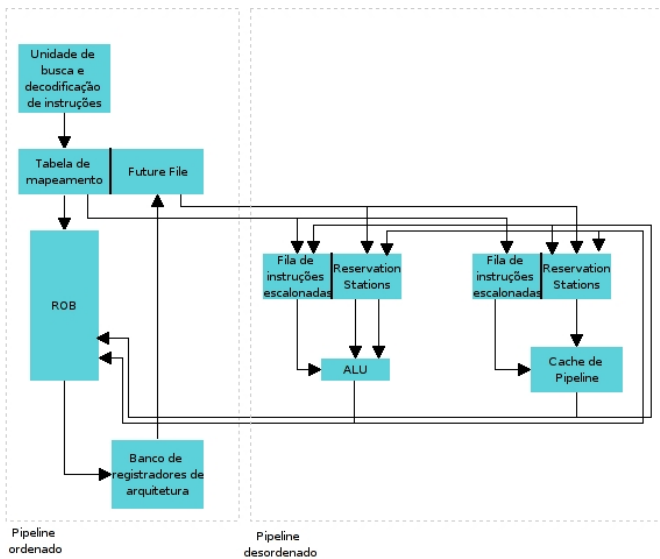 Unidade de
busca e
decodificação
de instruções
Tabela de
mapeamento
Future File
ROB
Fila de
instruções
escalonadas
Reservation
Stations
Fila de
instruções
escalonadas
Reservation
Stations
ALU
Cache de
Pipeline
Banco de
registradores de
arquitetura
Pipeline
ordenado
Pipeline
desordenado